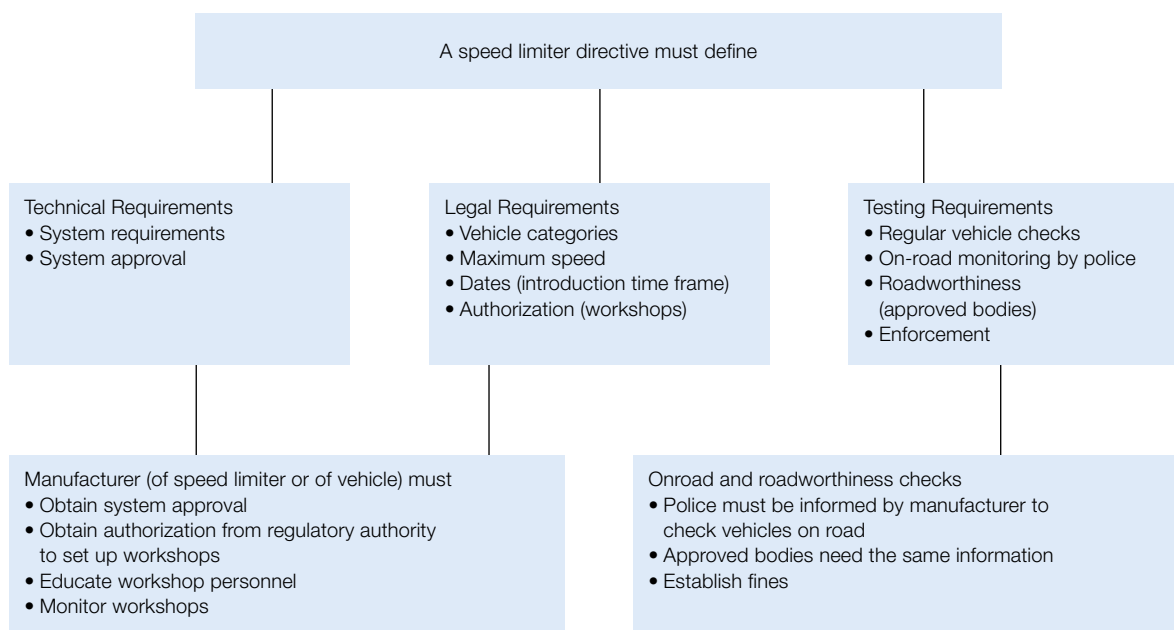 A speed limiter directive must define
Technical Requirements
• System requirements
• System approval
Legal Requirements
• Vehicle categories
• Maximum speed
• Dates (introduction time frame)
• Authorization (workshops)
Testing Requirements
• Regular vehicle checks
• On-road monitoring by police
• Roadworthiness
(approved bodies)
• Enforcement
Manufacturer (of speed limiter or of vehicle) must
• Obtain system approval
• Obtain authorization from regulatory authority
to set up workshops
• Educate workshop personnel
• Monitor workshops
Onroad and roadworthiness checks
• Police must be informed by manufacturer to
check vehicles on road
• Approved bodies need the same information
• Establish fines